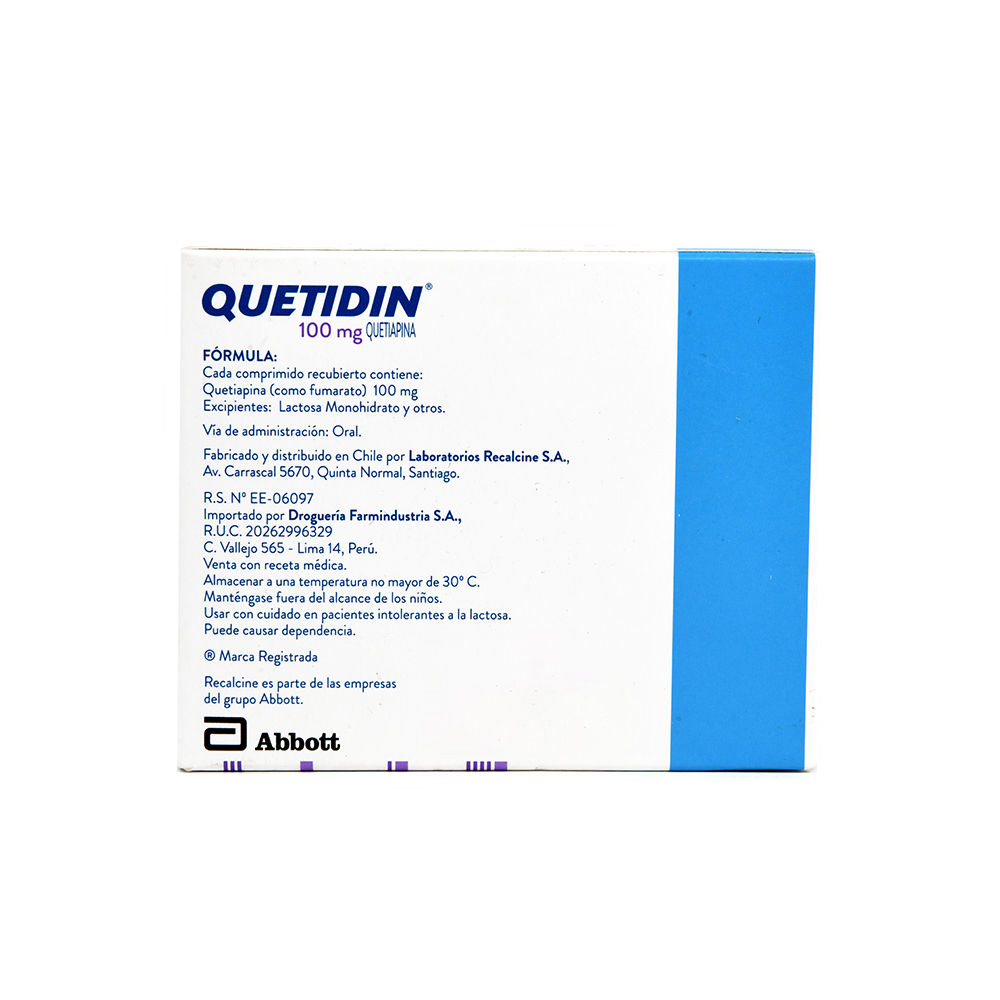 QUETIDIN®
100 mg QUETIAPINA
FÓRMULA:
Cada comprimido recubierto contiene:
Quetiapina (como fumarato) 100 mg
Excipientes: Lactosa Monohidrato y otros.
Vía de administración: Oral.
Fabricado y distribuido en Chile por Laboratorios Recalcine S.A.,
Av. Carrascal 5670, Quinta Normal, Santiago.
R.S. Nº EE-06097
Importado por Droguería Farmindustria S.A.,
R.U.C. 20262996329
C. Vallejo 565 - Lima 14, Perú.
Venta con receta médica.
Almacenar a una temperatura no mayor de 30º C.
Manténgase fuera del alcance de los niños.
Usar con cuidado en pacientes intolerantes a la lactosa.
Puede causar dependencia.
® Marca Registrada
Recalcine es parte de las empresas
del grupo Abbott.
Abbott